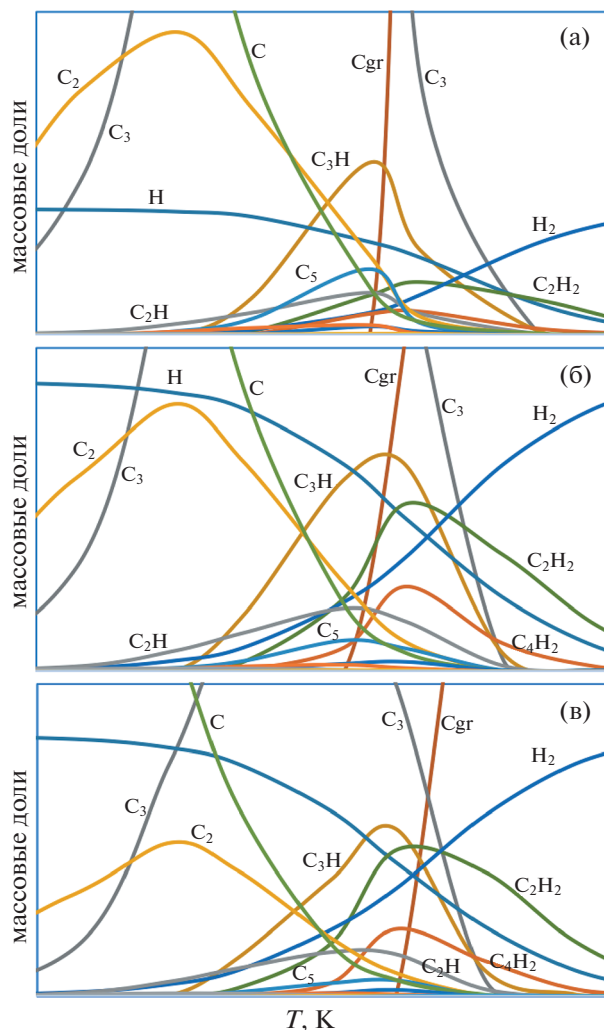 (а)
C
Cgr
C₃
C₂
C₃
C₃H
H
H₂
C₅
C₂H₂
C₂H
массовые доли
(б)
H
C
Cgr
C₃
H₂
C₂
C₃
C₃H
C₂H₂
C₂H
C₅
C₄H₂
массовые доли
(в)
C
C₃
Cgr
H₂
C₃
C₂
C₃H
C₂H₂
C₅
C₂H
C₄H₂
массовые доли
T, K